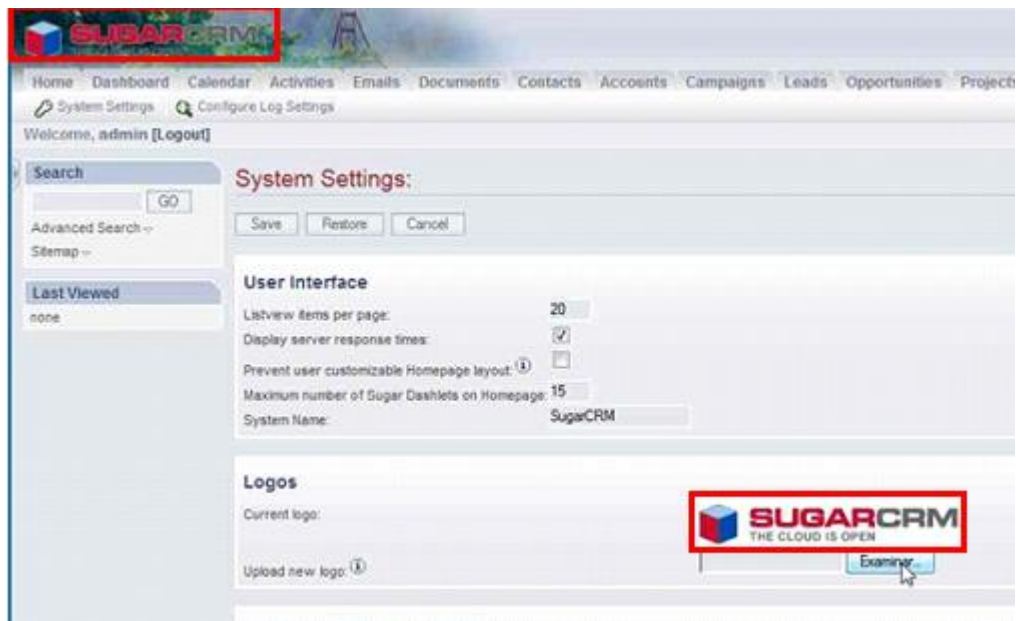 SUGARCRM
Home Dashboard Calendar Activities Emails Documents Contacts Accounts Campaigns Leads Opportunities Projects
System Settings Configure Log Settings
Welcome, admin [Logout]
Search
GO
Advanced Search
Sitemap
Last Viewed
none
System Settings:
Save Restore Cancel
User Interface
Listview items per page: 20
Display server response times:
Prevent user customizable Homepage layout:
Maximum number of Sugar Dashlets on Homepage: 15
System Name: SugarCRM
Logos
Current logo:
SUGARCRM
THE CLOUD IS OPEN
Upload new logo: Examinar...